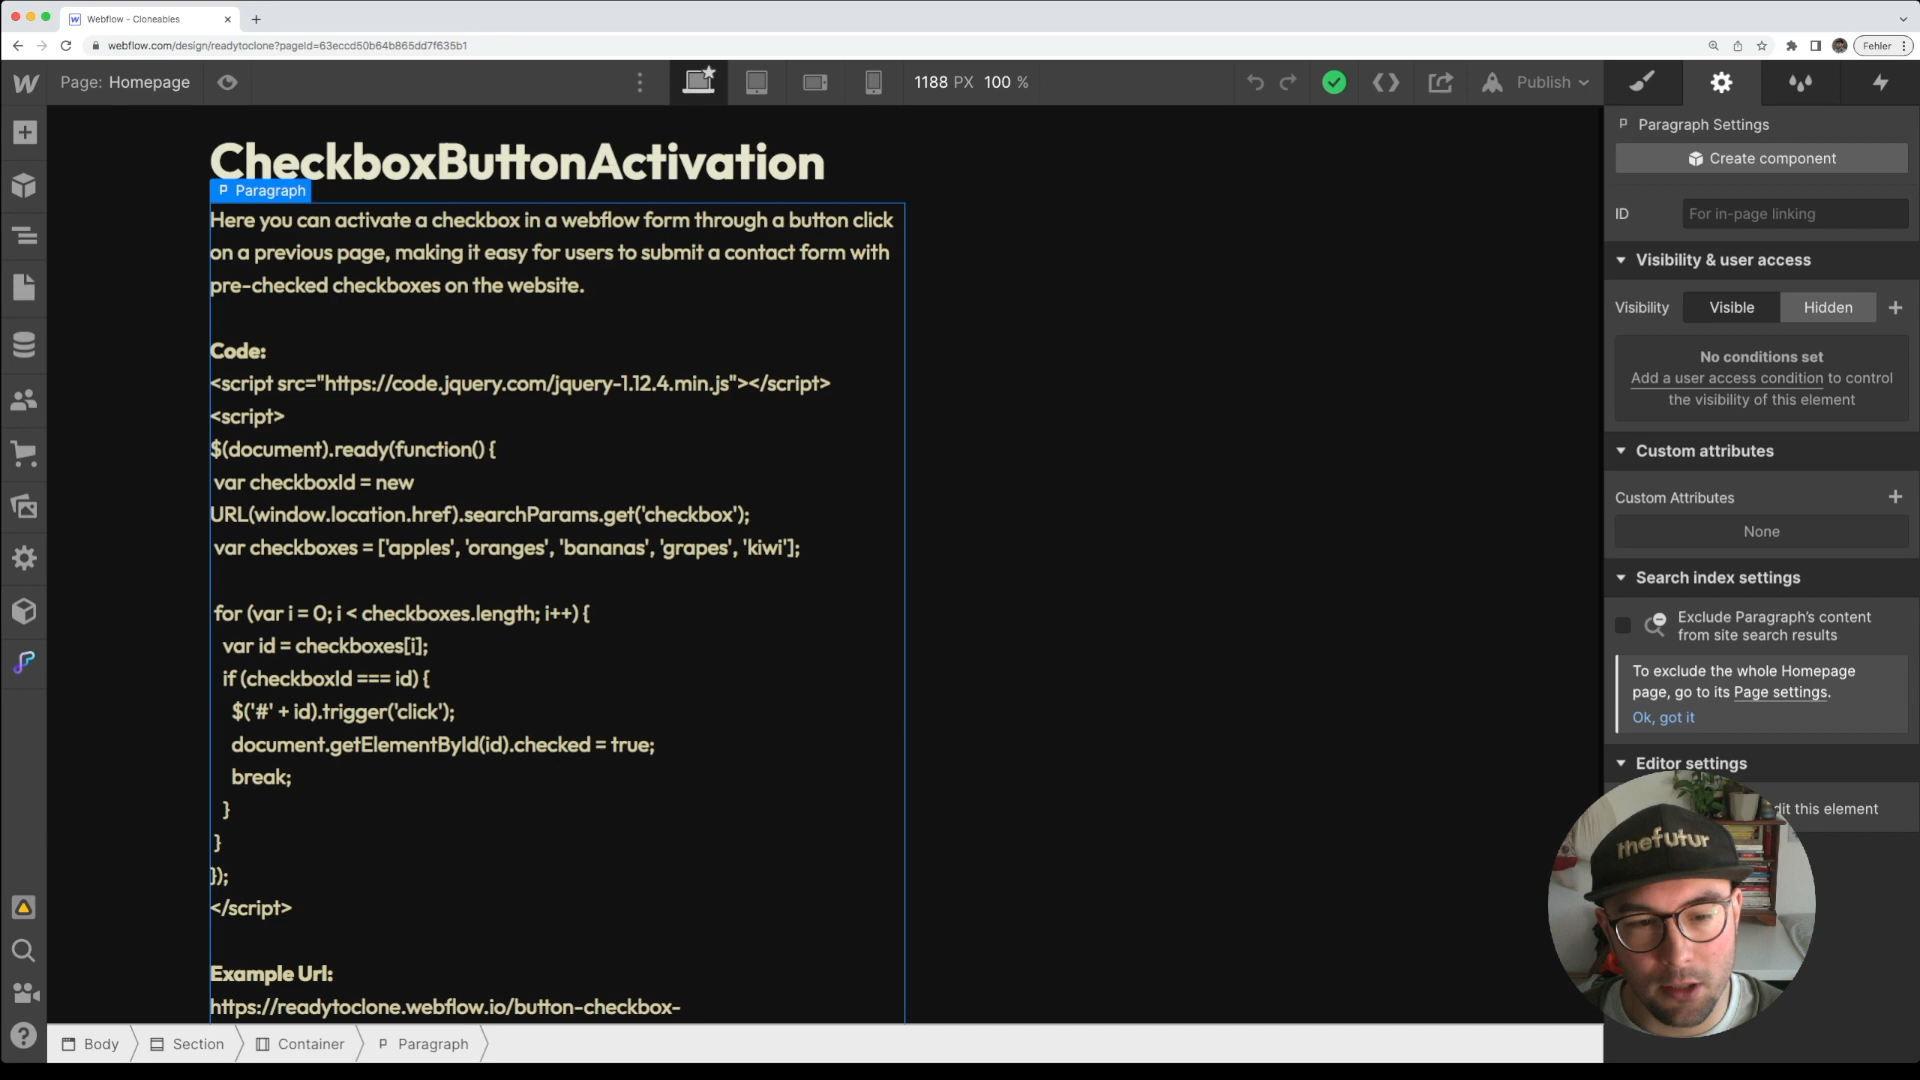 Webflow - Cloneables
webflow.com/design/readytoclone?pageId=63eccd50b64b865dd7f635b1
Fehler
Page: Homepage
1188 PX 100 %
Publish
CheckboxButtonActivation
Paragraph
Here you can activate a checkbox in a webflow form through a button click
on a previous page, making it easy for users to submit a contact form with
pre-checked checkboxes on the website.
Code:
<script src="https://code.jquery.com/jquery-1.12.4.min.js"></script>
<script>
$(document).ready(function() {
var checkboxId = new
URL(window.location.href).searchParams.get('checkbox');
var checkboxes = ['apples', 'oranges', 'bananas', 'grapes', 'kiwi'];
for (var i = 0; i < checkboxes.length; i++) {
var id = checkboxes[i];
if (checkboxId === id) {
$('#' + id).trigger('click');
document.getElementById(id).checked = true;
break;
}
}
});
</script>
Example Url:
https://readytoclone.webflow.io/button-checkbox-
Body
Section
Container
Paragraph
Paragraph Settings
Create component
ID
For in-page linking
Visibility & user access
Visibility
Visible
Hidden
No conditions set
Add a user access condition to control
the visibility of this element
Custom attributes
Custom Attributes
None
Search index settings
Exclude Paragraph's content
from site search results
To exclude the whole Homepage
page, go to its Page settings.
Ok, got it
Editor settings
dit this element
thefutur